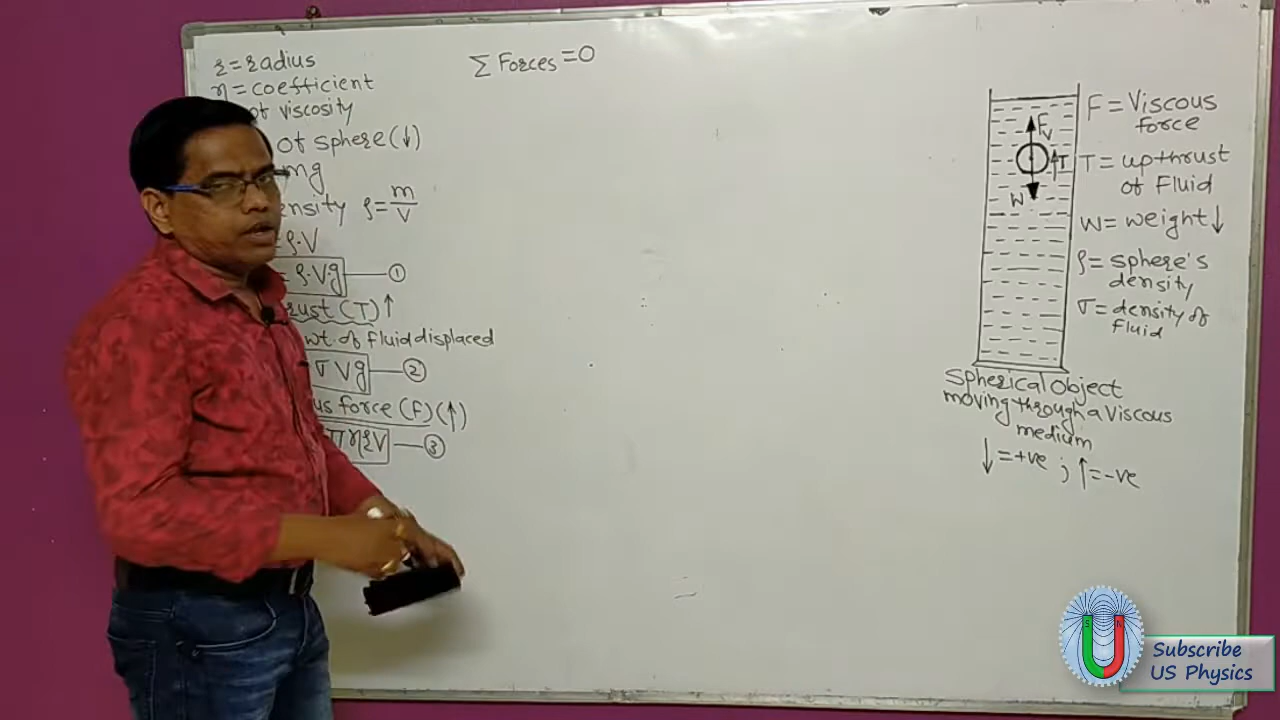 r = radius
η = coefficient
of viscosity
of sphere (↓)
mg
ensity ρ = m/V
= ρ·V
= ρ·V·g — ①
rust (T) ↑
wt. of fluid displaced
σ Vg — ②
us force (F) (↑)
πηrv — ③
Σ Forces = 0
Fv
T
W
F = Viscous
force
T = upthrust
of Fluid
W = weight ↓
ρ = sphere's
density
σ = density of
fluid
Spherical Object
moving through a Viscous
medium
↓ = +ve ; ↑ = -ve
S N
U
Subscribe
US Physics